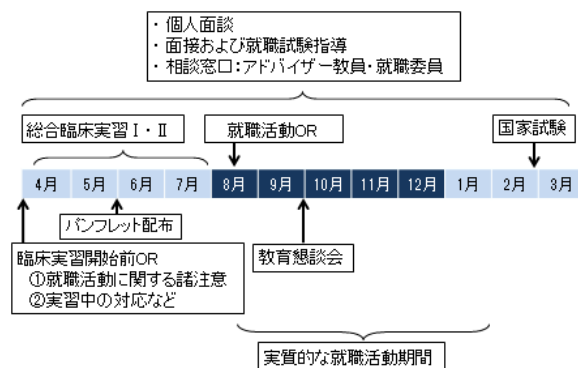 ・個人面談
・面接および就職試験指導
・相談窓口：アドバイザー教員・就職委員
総合臨床実習Ⅰ・Ⅱ
就職活動OR
国家試験
4月 5月 6月 7月 8月 9月 10月 11月 12月 1月 2月 3月
パンフレット配布
臨床実習開始前OR
①就職活動に関する諸注意
②実習中の対応など
教育懇談会
実質的な就職活動期間